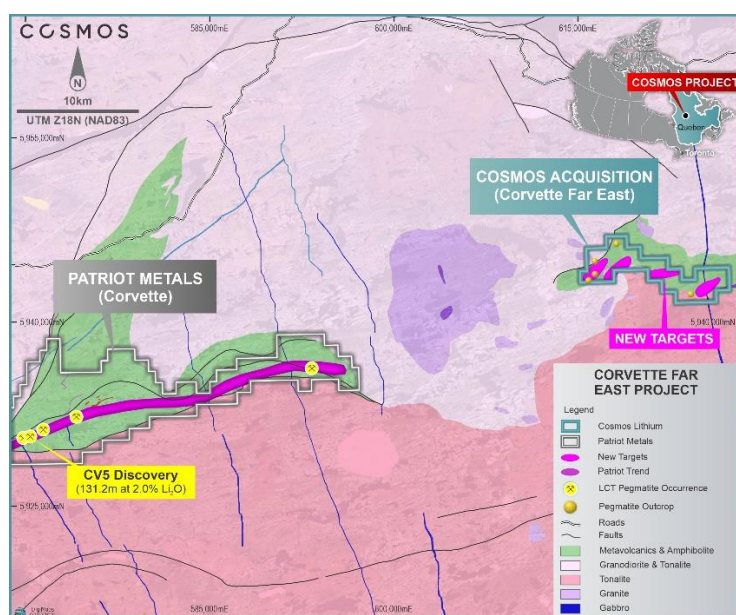 COSMOS
N
10km
UTM Z18N (NAD83)
585,000mE
600,000mE
615,000mE
5,955,000mN
5,940,000mN
5,925,000mN
5,940,000mN
585,000mE
600,000mE
COSMOS PROJECT
Quebec
Toronto
COSMOS ACQUISITION
(Corvette Far East)
PATRIOT METALS
(Corvette)
NEW TARGETS
CV5 Discovery
(131.2m at 2.0% Li₂O)
CORVETTE FAR
EAST PROJECT
Legend
Cosmos Lithium
Patriot Metals
New Targets
Patriot Trend
LCT Pegmatite Occurrence
Pegmatite Outorop
Roads
Faults
Metavolcanics & Amphibolite
Granodiorite & Tonalite
Tonalite
Granite
Gabbro